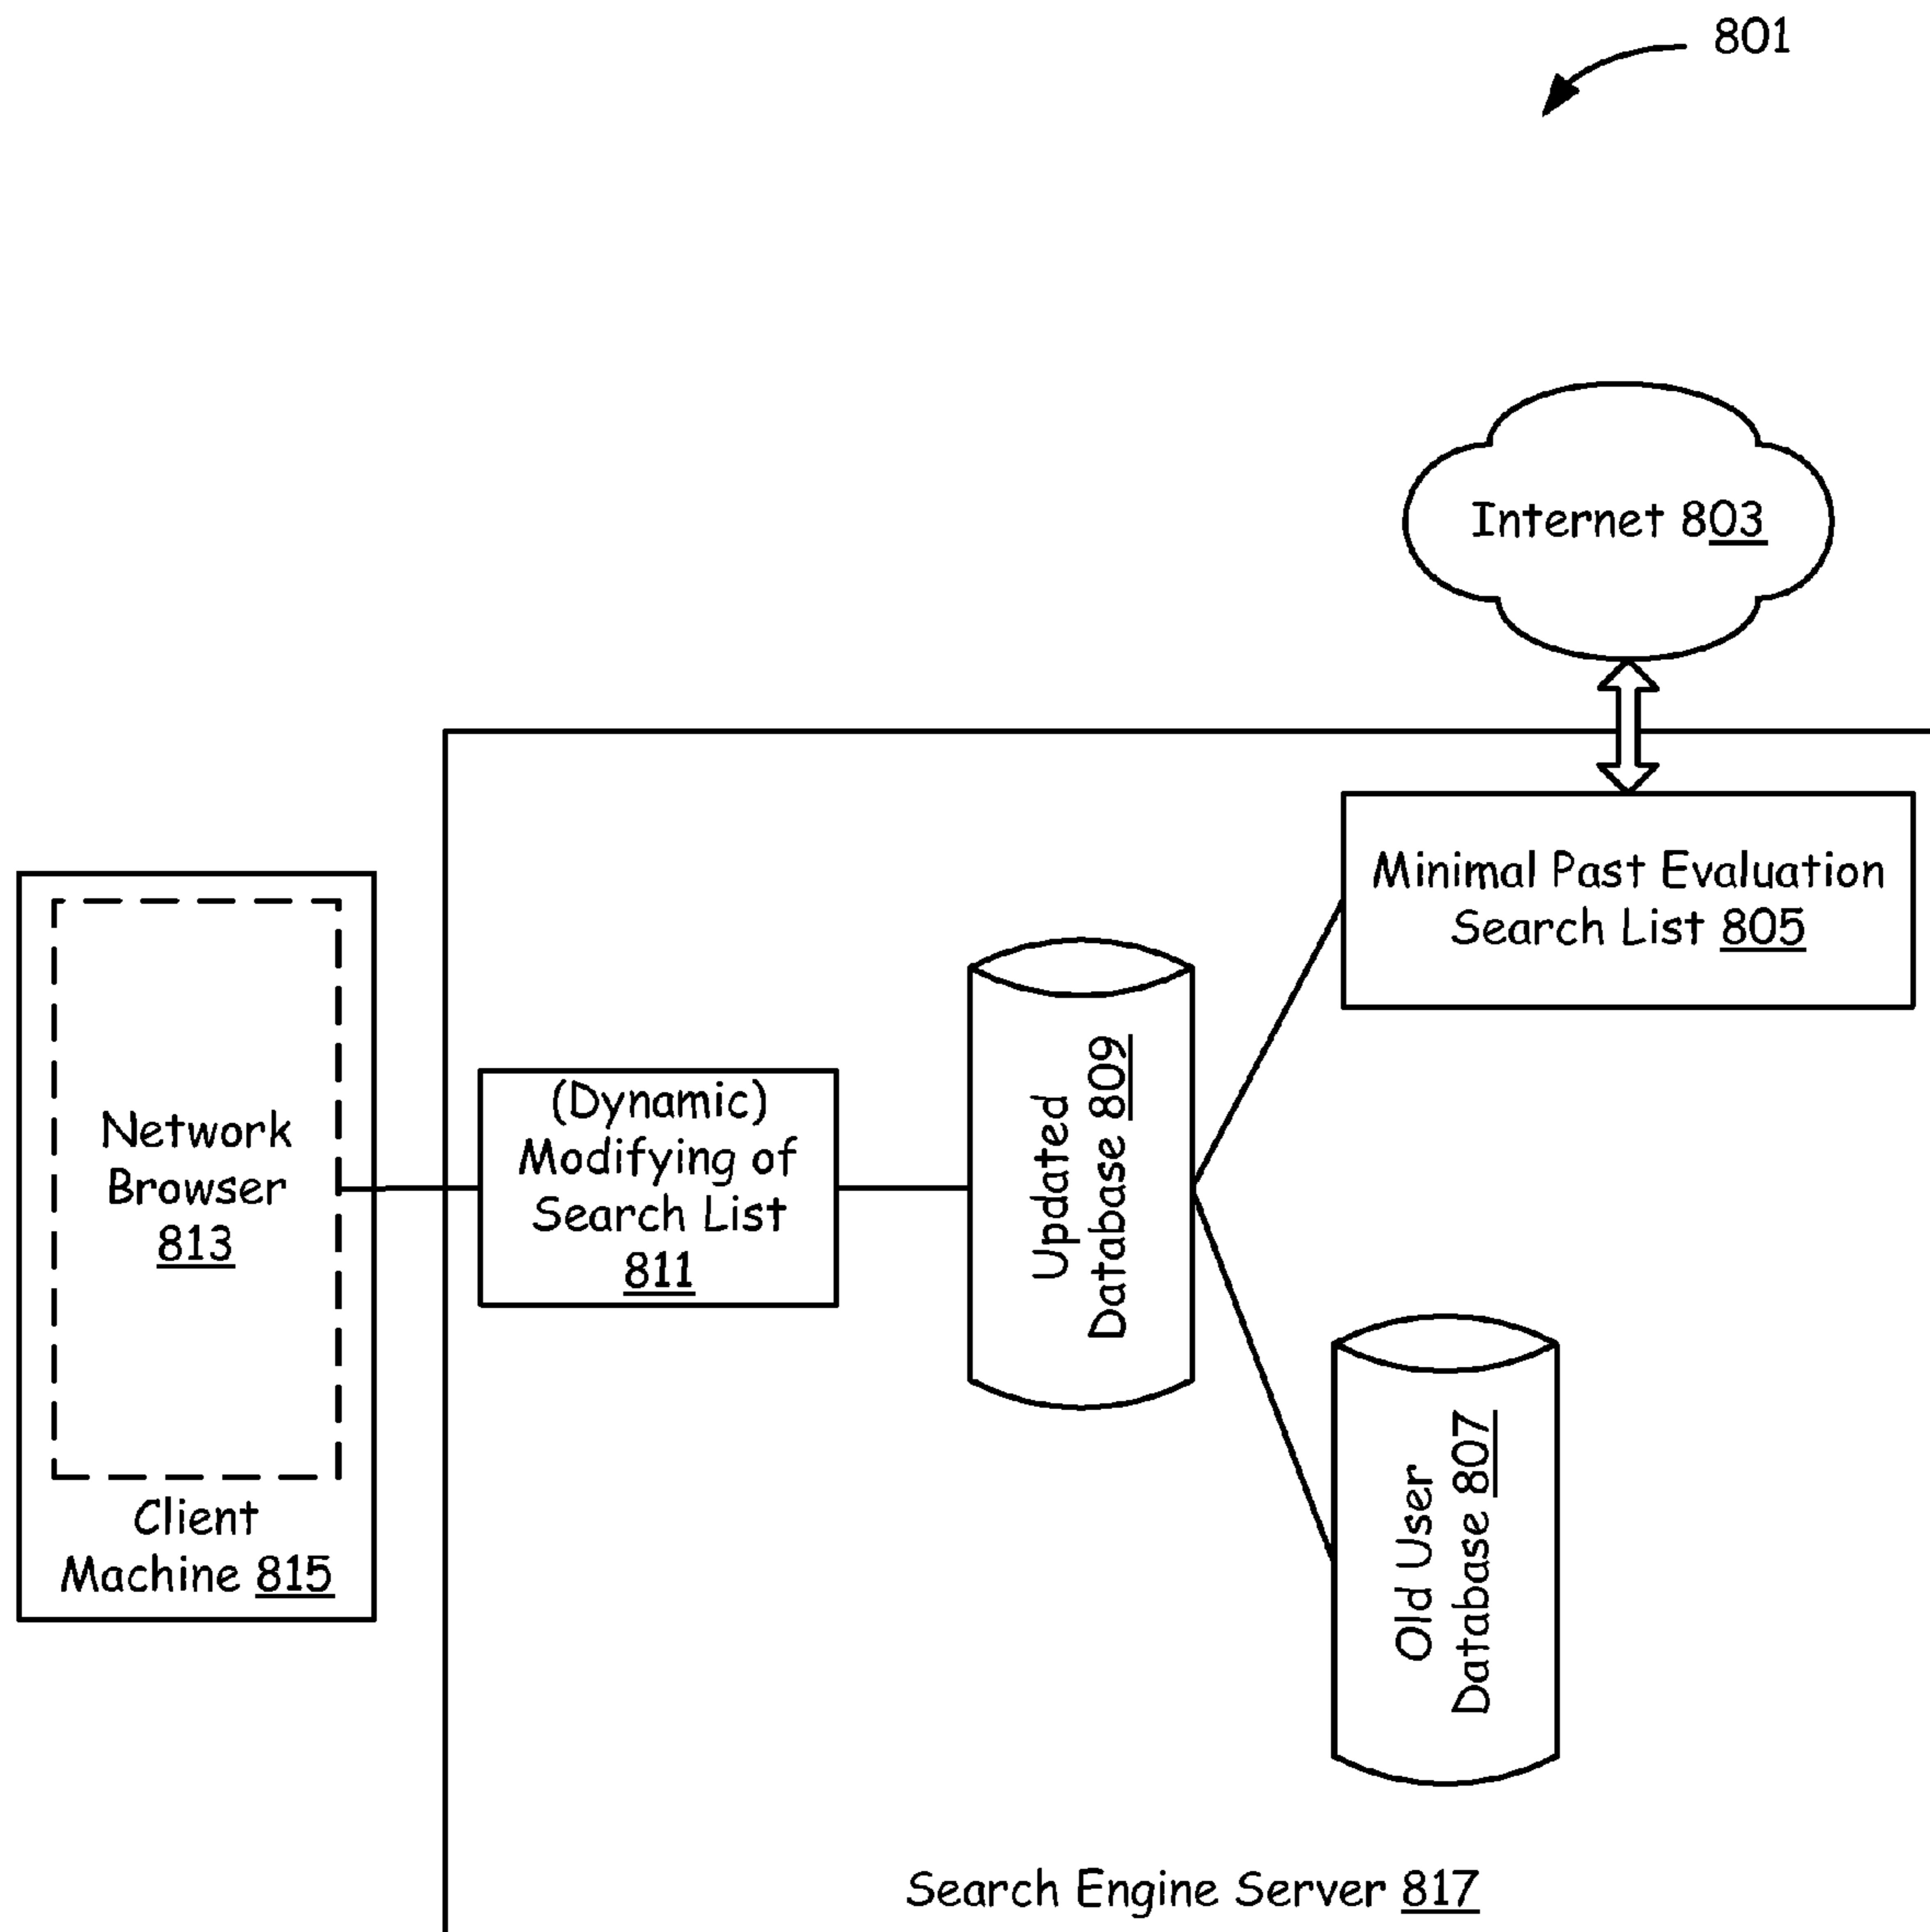 801
Internet 803
Minimal Past Evaluation
Search List 805
Updated
Database 809
(Dynamic)
Modifying of
Search List
811
Network
Browser
813
Client
Machine 815
Old User
Database 807
Search Engine Server 817